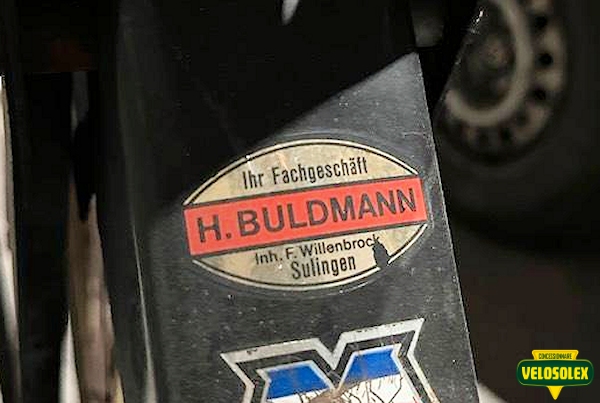 Ihr Fachgeschäft
H. BULDMANN
Inh. F. Willenbrock
Sulingen
CONCESSIONNAIRE
VELOSOLEX